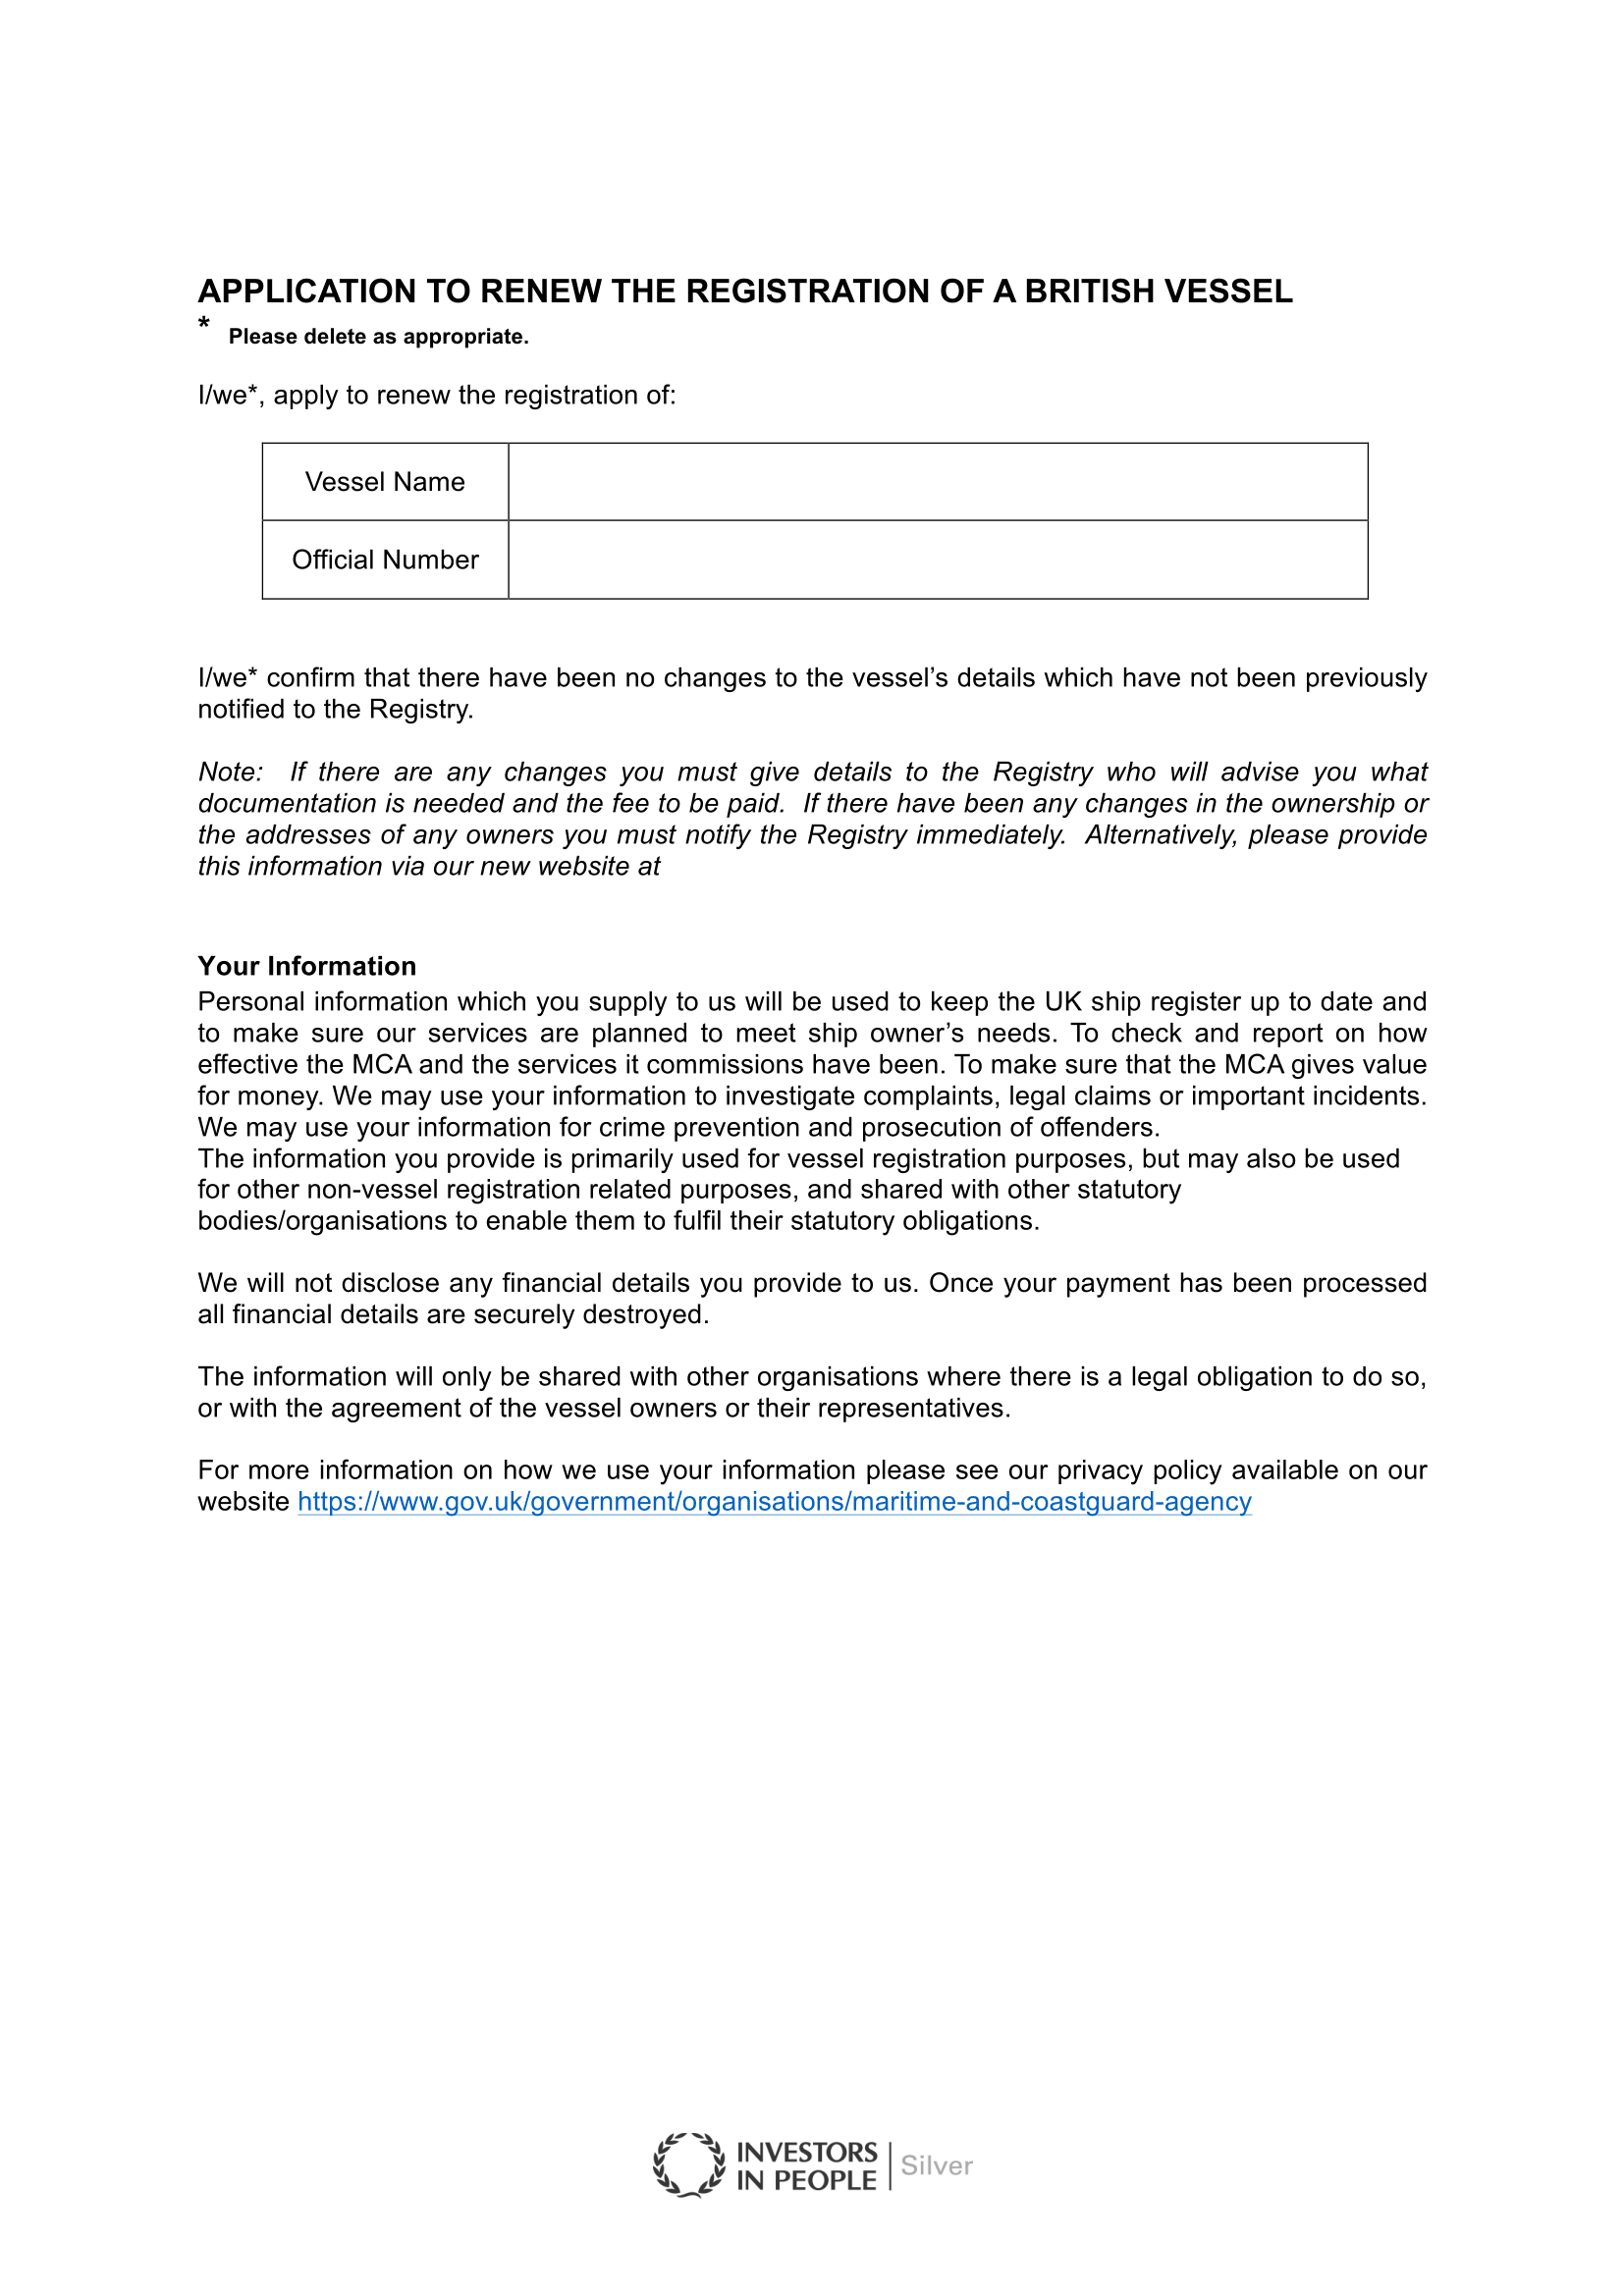 APPLICATION TO RENEW THE REGISTRATION OF A BRITISH VESSEL
* Please delete as appropriate.
I/we*, apply to renew the registration of:
Vessel Name
Official Number
I/we* confirm that there have been no changes to the vessel’s details which have not been previously
notified to the Registry.
Note: If there are any changes you must give details to the Registry who will advise you what
documentation is needed and the fee to be paid. If there have been any changes in the ownership or
the addresses of any owners you must notify the Registry immediately. Alternatively, please provide
this information via our new website at
Your Information
Personal information which you supply to us will be used to keep the UK ship register up to date and
to make sure our services are planned to meet ship owner’s needs. To check and report on how
effective the MCA and the services it commissions have been. To make sure that the MCA gives value
for money. We may use your information to investigate complaints, legal claims or important incidents.
We may use your information for crime prevention and prosecution of offenders.
The information you provide is primarily used for vessel registration purposes, but may also be used
for other non-vessel registration related purposes, and shared with other statutory
bodies/organisations to enable them to fulfil their statutory obligations.
We will not disclose any financial details you provide to us. Once your payment has been processed
all financial details are securely destroyed.
The information will only be shared with other organisations where there is a legal obligation to do so,
or with the agreement of the vessel owners or their representatives.
For more information on how we use your information please see our privacy policy available on our
website https://www.gov.uk/government/organisations/maritime-and-coastguard-agency
INVESTORS
IN PEOPLE
Silver